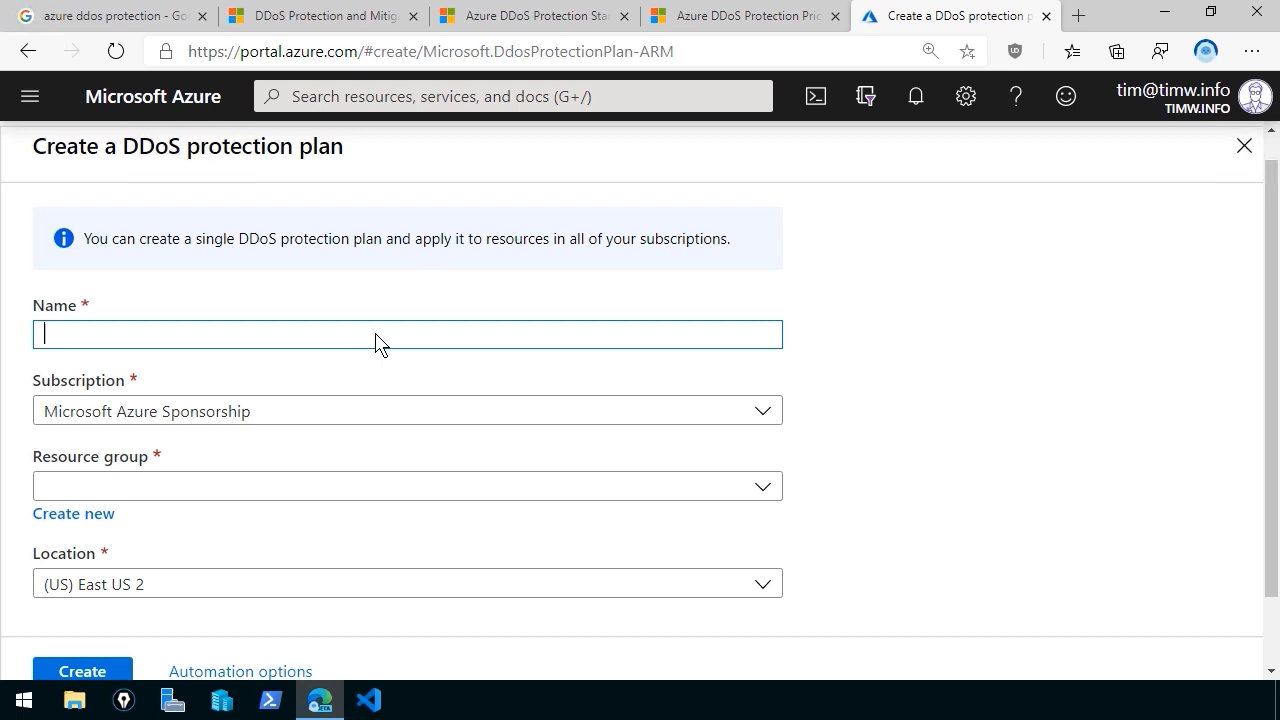 azure ddos protection - Go
DDoS Protection and Mitig
Azure DDoS Protection Star
Azure DDoS Protection Pric
Create a DDoS protection p
https://portal.azure.com/#create/Microsoft.DdosProtectionPlan-ARM
Microsoft Azure
Search resources, services, and docs (G+/)
tim@timw.info
TIMW.INFO
Create a DDoS protection plan
You can create a single DDoS protection plan and apply it to resources in all of your subscriptions.
Name *
Subscription *
Microsoft Azure Sponsorship
Resource group *
Create new
Location *
(US) East US 2
Create
Automation options